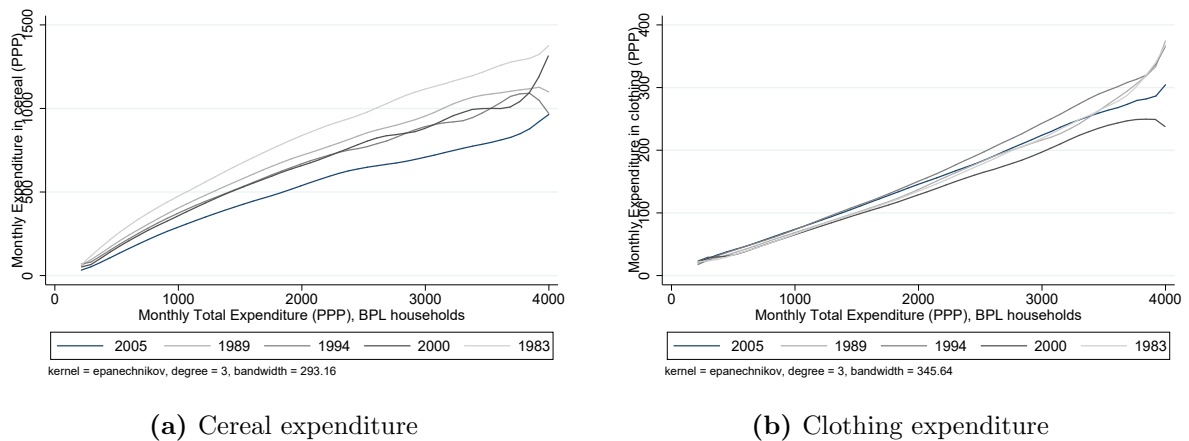 Monthly Expenditure in cereal (PPP)
0 500 1000 1500
0 1000 2000 3000 4000
Monthly Total Expenditure (PPP), BPL households
2005 1989 1994 2000 1983
kernel = epanechnikov, degree = 3, bandwidth = 293.16
(a) Cereal expenditure
Monthly Expenditure in clothing (PPP)
0 100 200 300 400
0 1000 2000 3000 4000
Monthly Total Expenditure (PPP), BPL households
2005 1989 1994 2000 1983
kernel = epanechnikov, degree = 3, bandwidth = 345.64
(b) Clothing expenditure